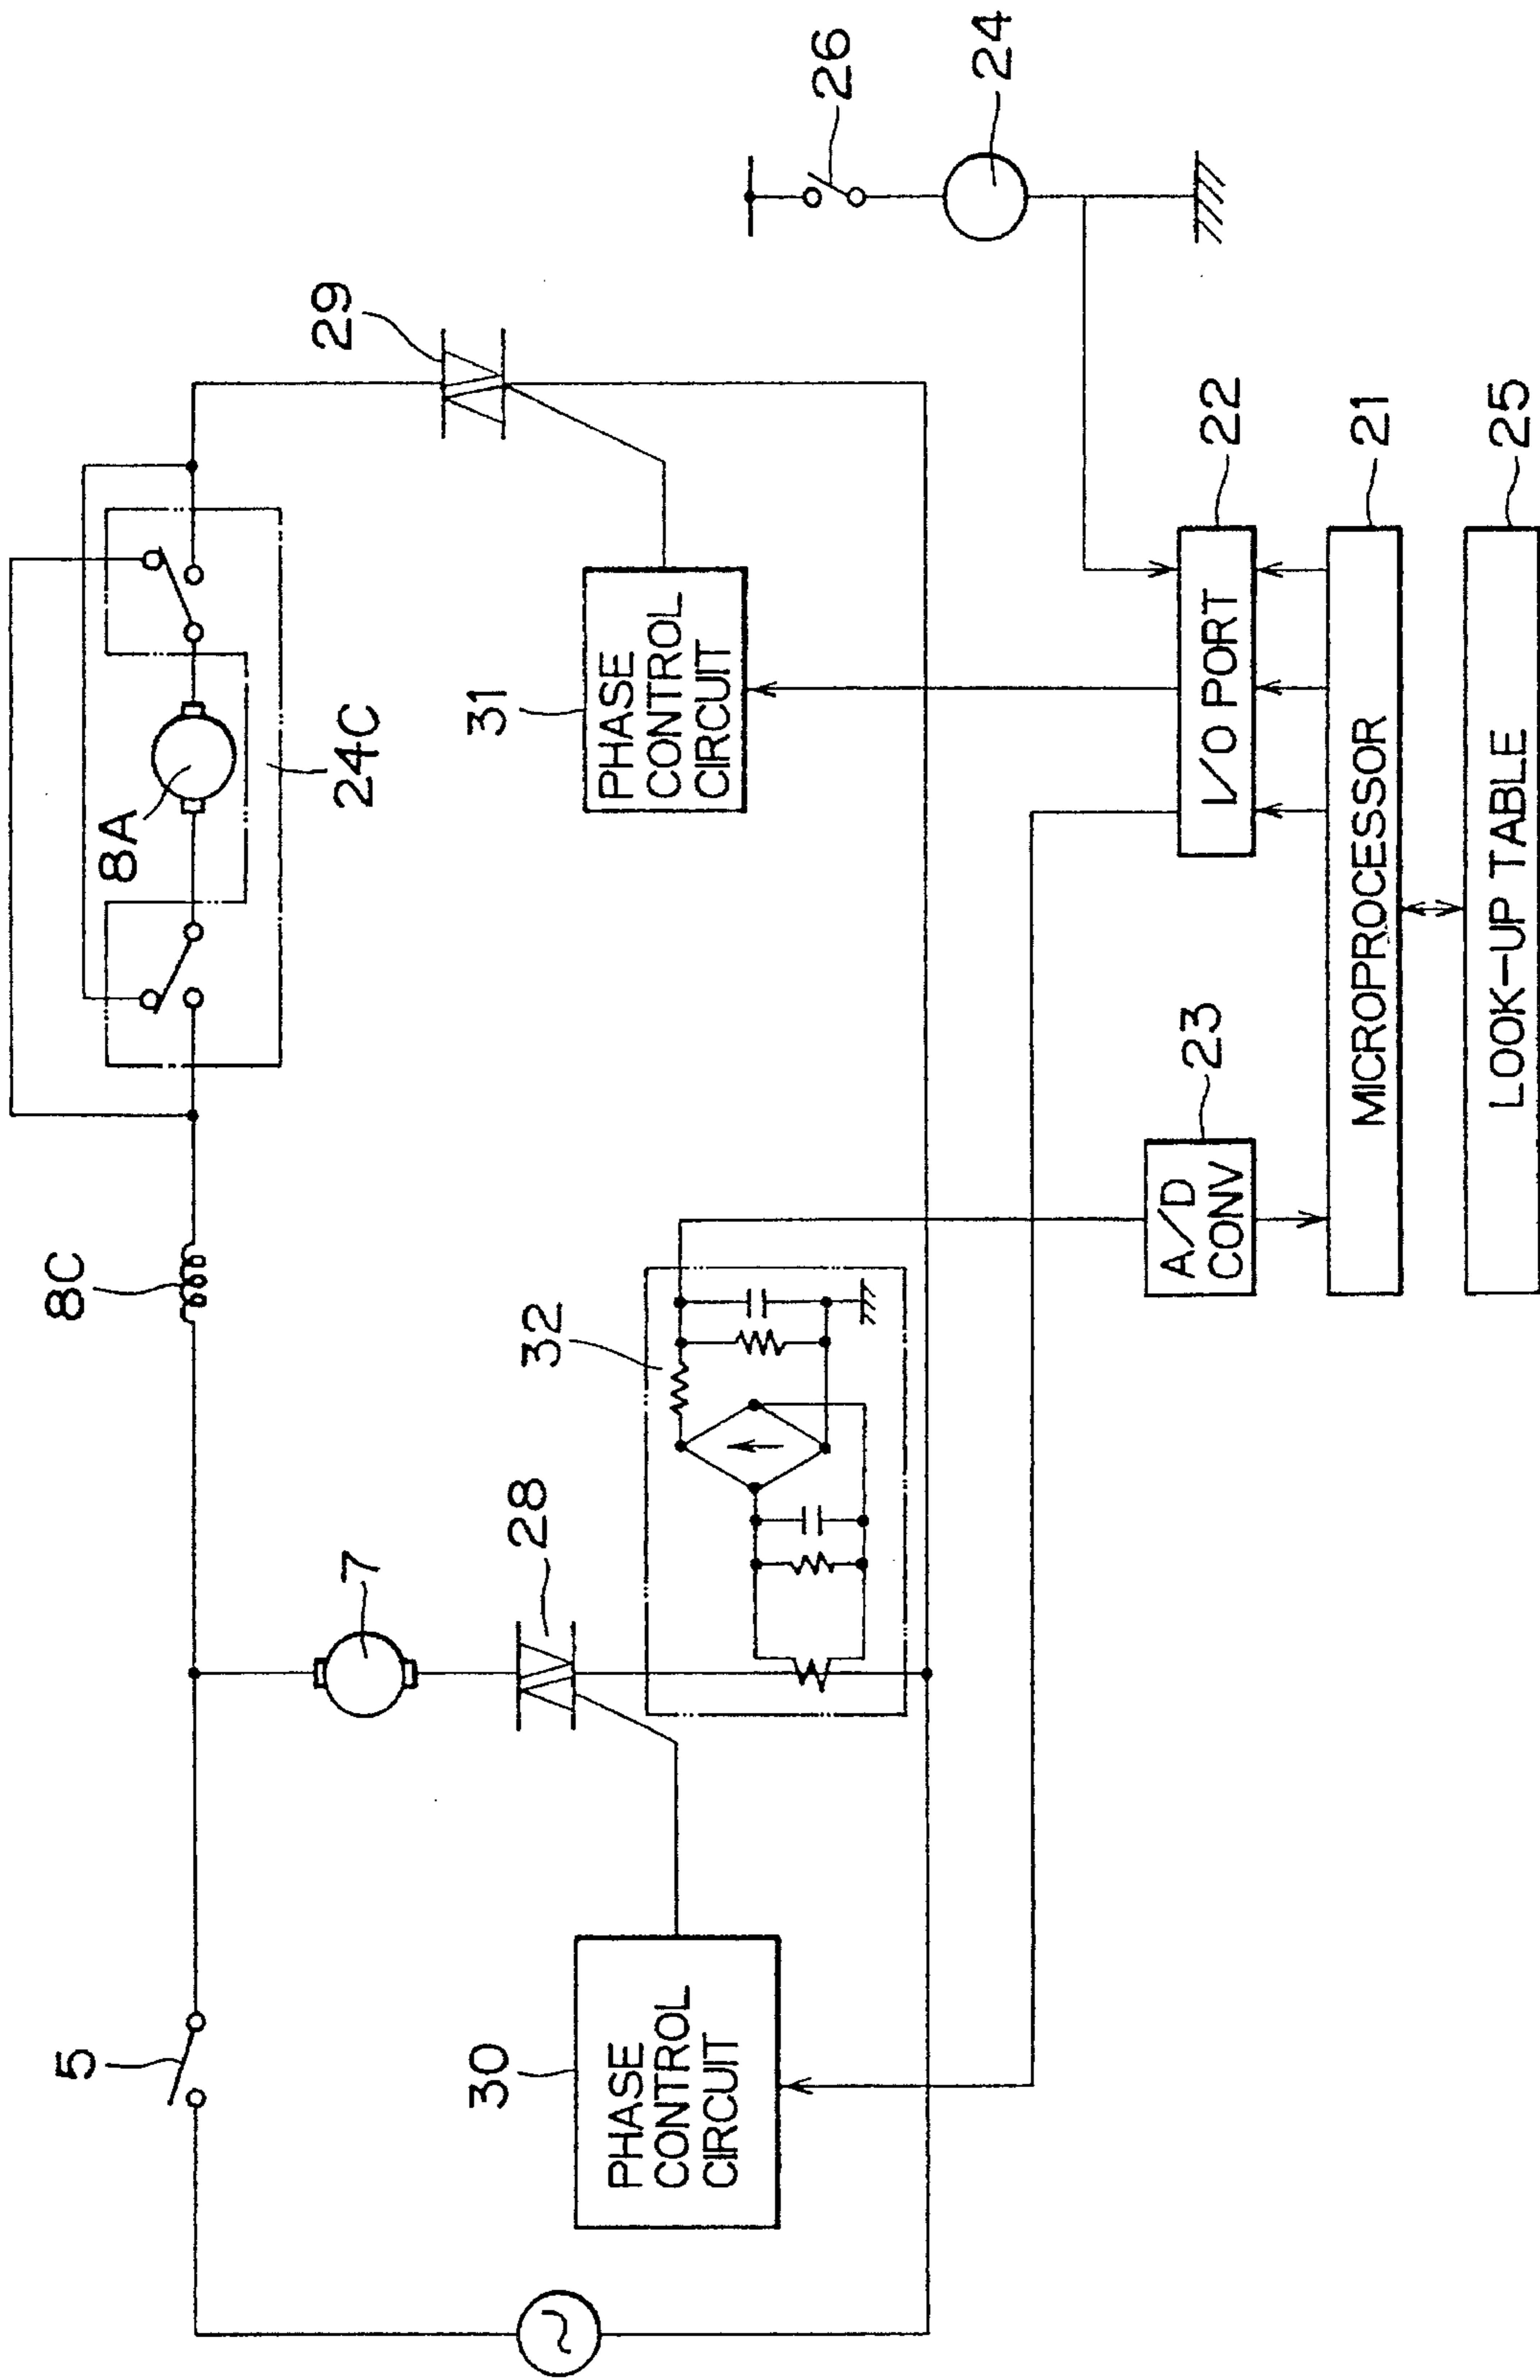 8C
8A
24C
29
26
24
5
7
28
32
31
PHASE
CONTROL
CIRCUIT
30
PHASE
CONTROL
CIRCUIT
A/D
CONV
23
I/O PORT
22
MICROPROCESSOR
21
LOOK-UP TABLE
25